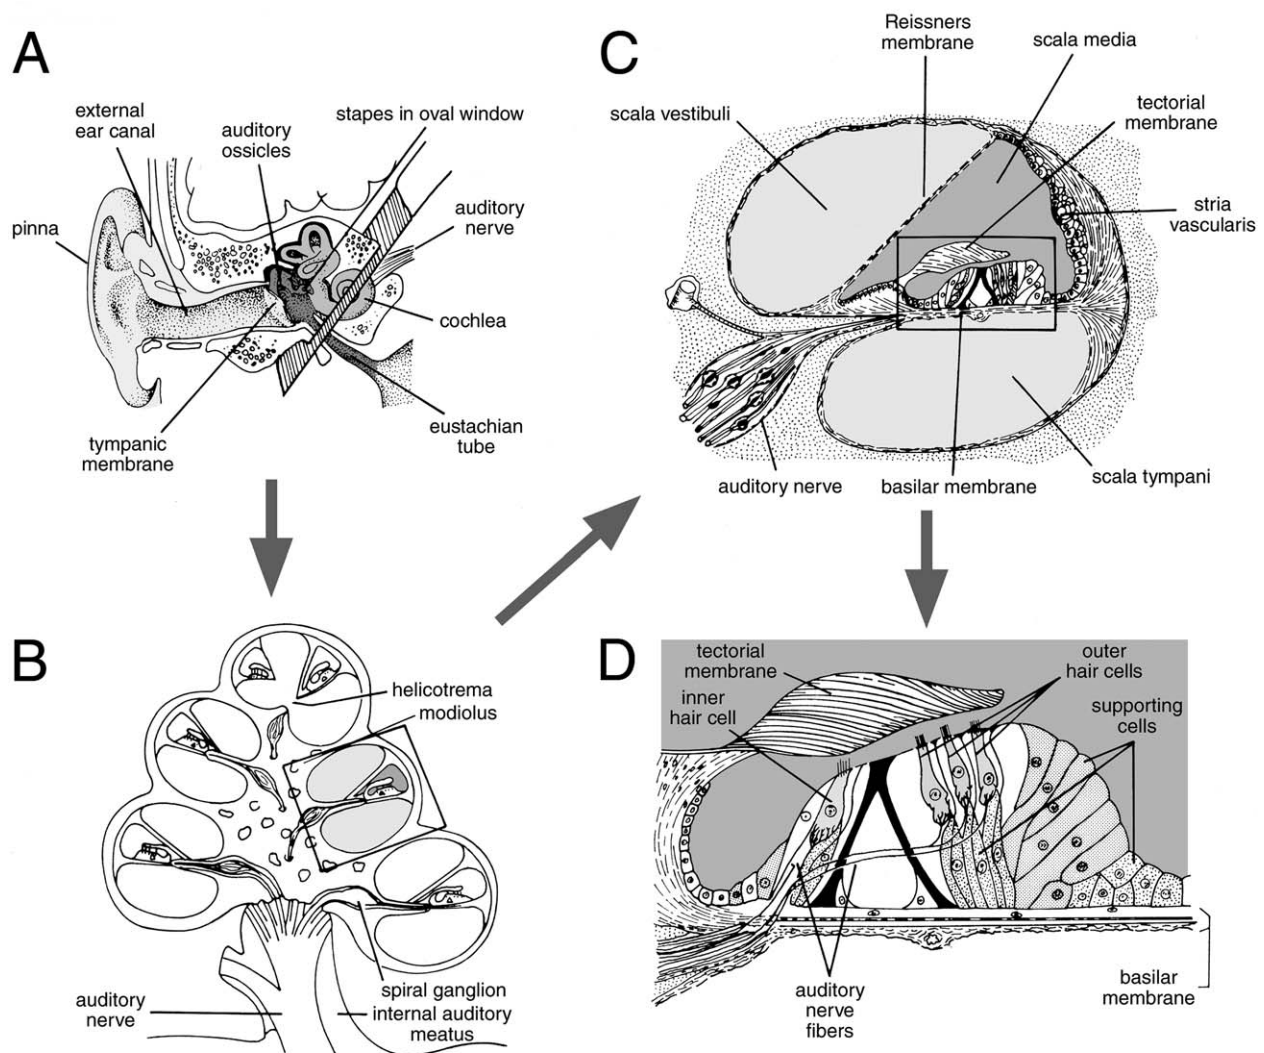 A
external
ear canal
auditory
ossicles
stapes in oval window
pinna
auditory
nerve
cochlea
eustachian
tube
tympanic
membrane
C
Reissners
membrane
scala media
scala vestibuli
tectorial
membrane
stria
vascularis
auditory nerve
basilar membrane
scala tympani
B
helicotrema
modiolus
spiral ganglion
auditory
nerve
internal auditory
meatus
D
tectorial
membrane
inner
hair cell
outer
hair cells
supporting
cells
auditory
nerve
fibers
basilar
membrane